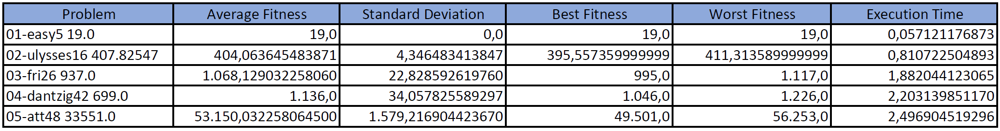 Problem Average Fitness Standard Deviation Best Fitness Worst Fitness Execution Time
01-easy5 19.0 19,0 0,0 19,0 19,0 0,057121176873
02-ulysses16 407.82547 404,063645483871 4,346483413847 395,557359999999 411,313589999999 0,810722504893
03-fri26 937.0 1.068,129032258060 22,828592619760 995,0 1.117,0 1,882044123065
04-dantzig42 699.0 1.136,0 34,057825589297 1.046,0 1.226,0 2,203139851170
05-att48 33551.0 53.150,032258064500 1.579,216904423670 49.501,0 56.253,0 2,496904519296